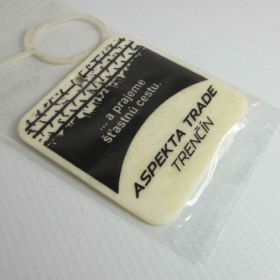 ... a prajeme
šťastnú cestu.
ASPEKTA TRADE
TRENČÍN